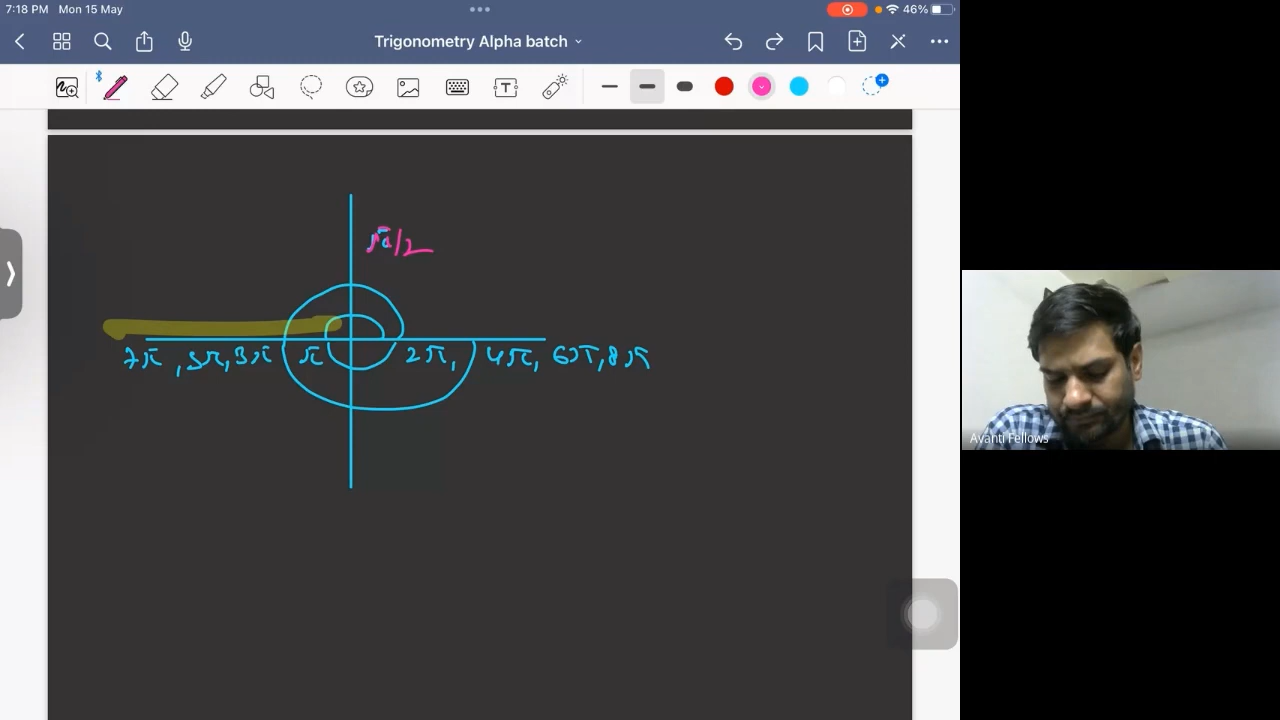 7:18 PM Mon 15 May
46%
Trigonometry Alpha batch
T
π/2
7π, 5π, 3π π 2π, 4π, 6π, 8π
Avanti Fellows